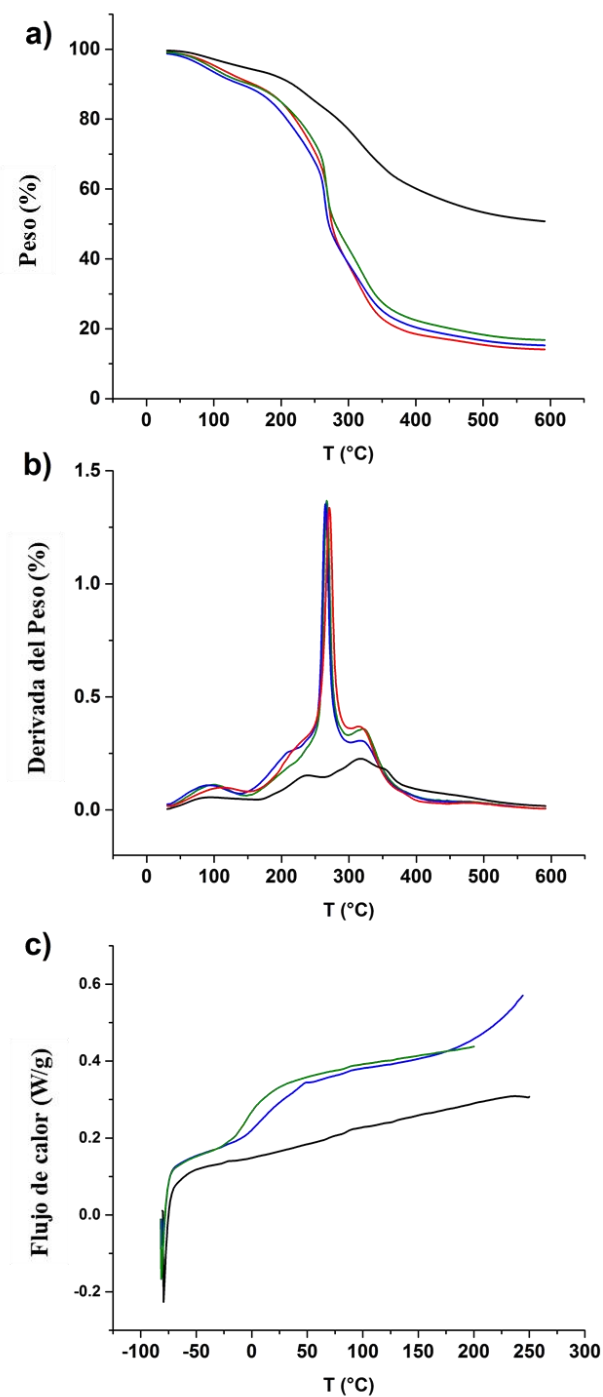 a)
100
80
60
40
20
0
Peso (%)
0 100 200 300 400 500 600
T (°C)
b)
1.5
1.0
0.5
0.0
Derivada del Peso (%)
0 100 200 300 400 500 600
T (°C)
c)
0.6
0.4
0.2
0.0
-0.2
Flujo de calor (W/g)
-100 -50 0 50 100 150 200 250 300
T (°C)